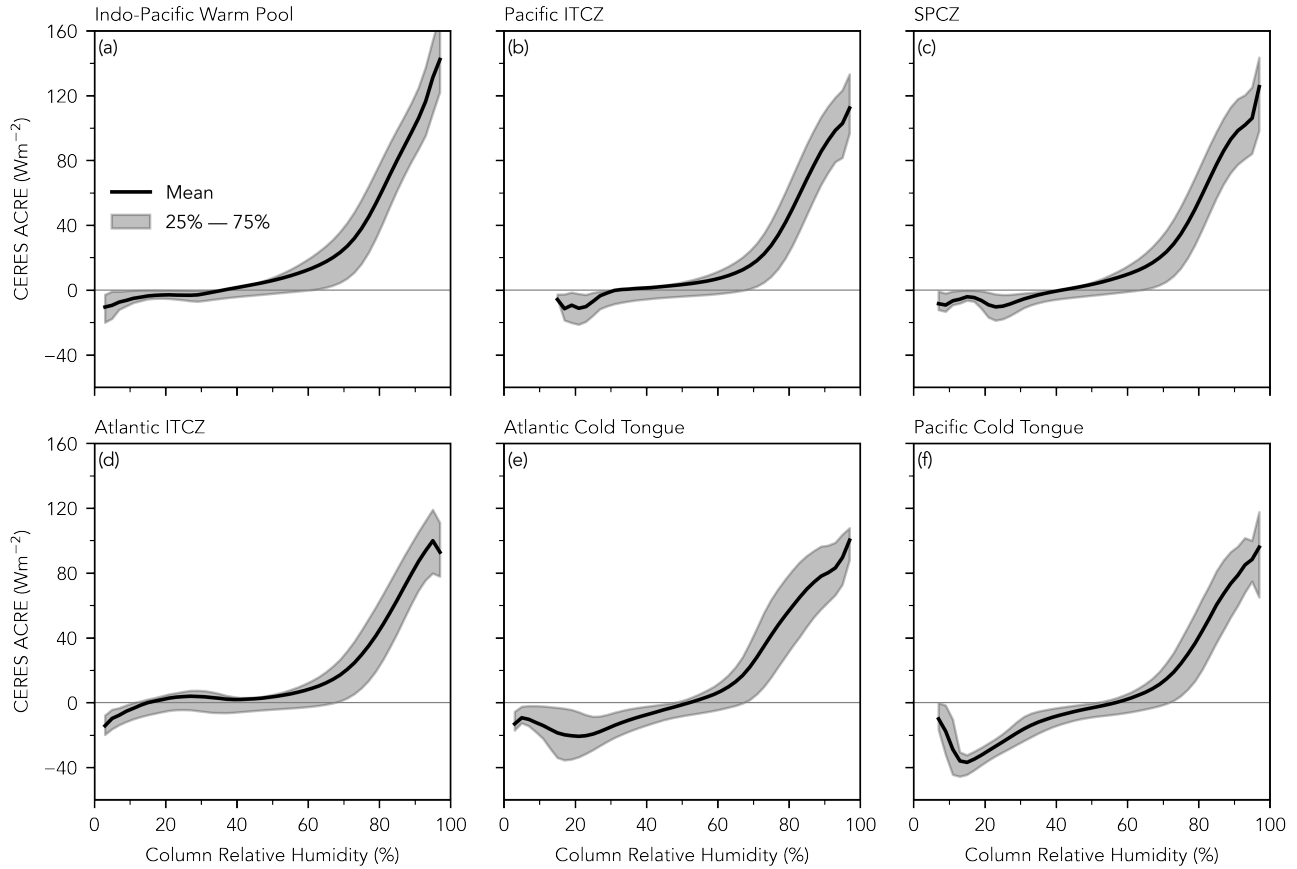 Indo-Pacific Warm Pool
Pacific ITCZ
SPCZ
(a)
(b)
(c)
160
120
80
40
0
−40
CERES ACRE (Wm−2)
Mean
25% — 75%
Atlantic ITCZ
Atlantic Cold Tongue
Pacific Cold Tongue
(d)
(e)
(f)
160
120
80
40
0
−40
CERES ACRE (Wm−2)
0 20 40 60 80 100
0 20 40 60 80 100
0 20 40 60 80 100
Column Relative Humidity (%)
Column Relative Humidity (%)
Column Relative Humidity (%)